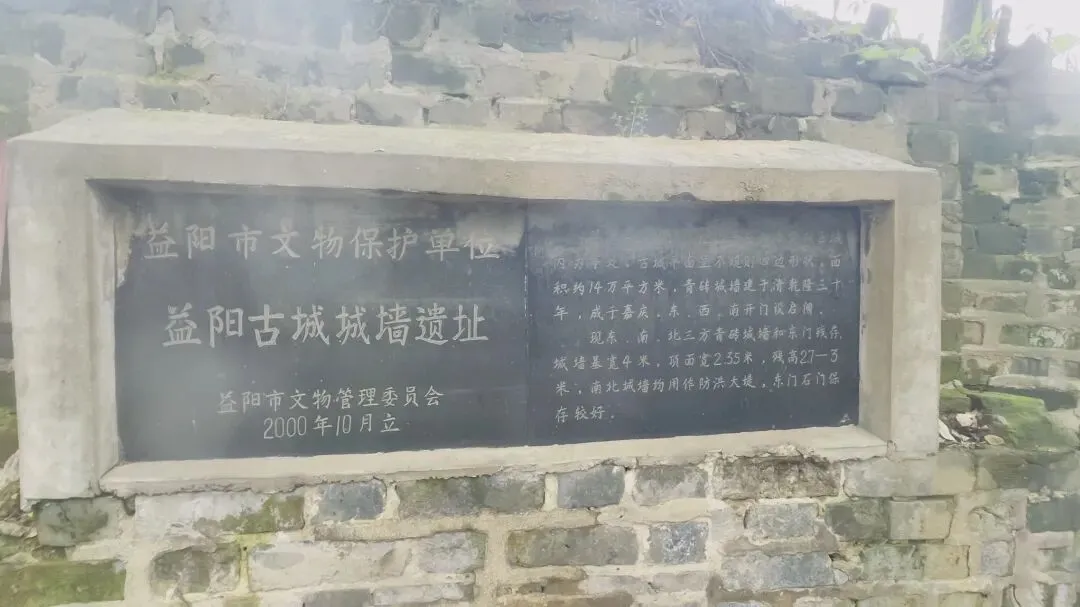 益阳市文物保护单位
益阳古城城墙遗址
益阳市文物管理委员会
2000年10月立
古城平面呈不规则四边形状,面
积约14万平方米,青砖城墙建于清乾隆三十
年,成于嘉庆,东、西、南开门设启闸。
现东、南、北三方青砖城墙和东门残存
城墙基宽4米,顶面宽2.35米,残高27—3
米,南北城墙均用作防洪大堤,东门石门保
存较好。